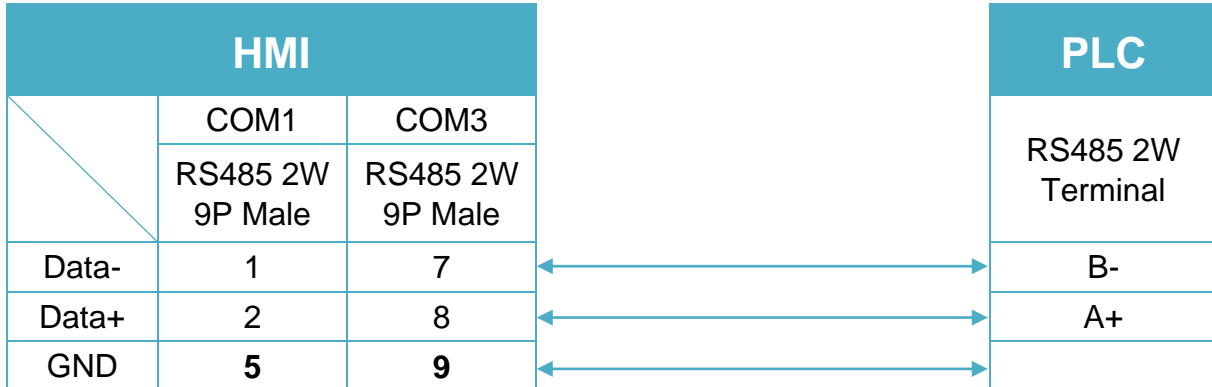 HMI
PLC
COM1 COM3
RS485 2W
9P Male
RS485 2W
9P Male
RS485 2W
Terminal
Data- 1 7 B-
Data+ 2 8 A+
GND 5 9